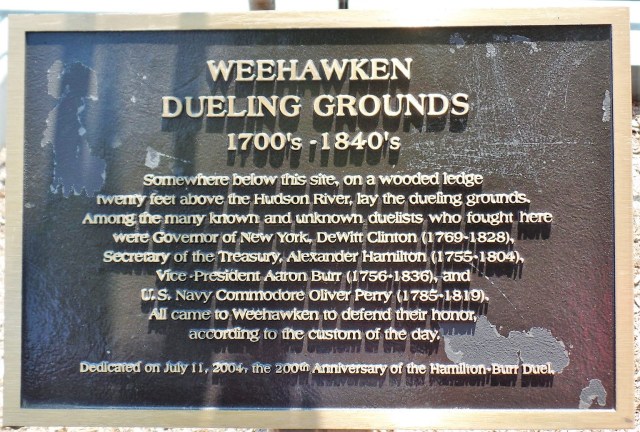 WEEHAWKEN
DUELING GROUNDS
1700's - 1840's
Somewhere below this site, on a wooded ledge
twenty feet above the Hudson River, lay the dueling grounds.
Among the many known and unknown duelists who fought here
were Governor of New York, DeWitt Clinton (1769-1828),
Secretary of the Treasury, Alexander Hamilton (1755-1804),
Vice-President Aaron Burr (1756-1836), and
U.S. Navy Commodore Oliver Perry (1785-1819).
All came to Weehawken to defend their honor,
according to the custom of the day.
Dedicated on July 11, 2004, the 200th Anniversary of the Hamilton-Burr Duel.